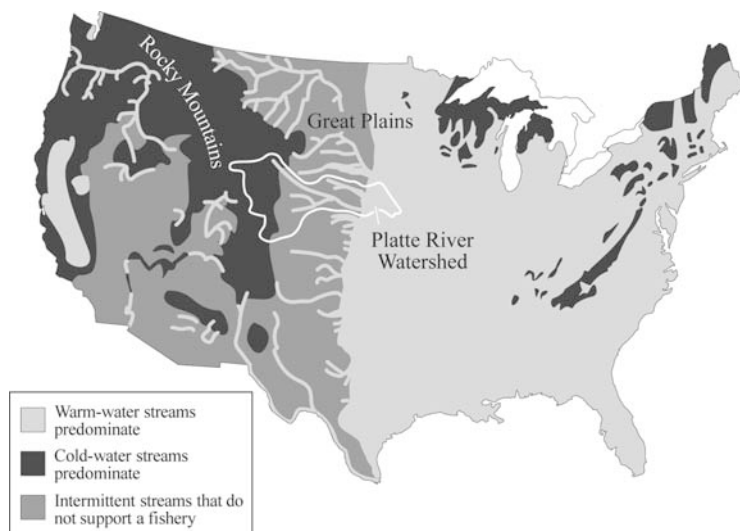 Rocky Mountains
Great Plains
Platte River
Watershed
Warm-water streams
predominate
Cold-water streams
predominate
Intermittent streams that do
not support a fishery